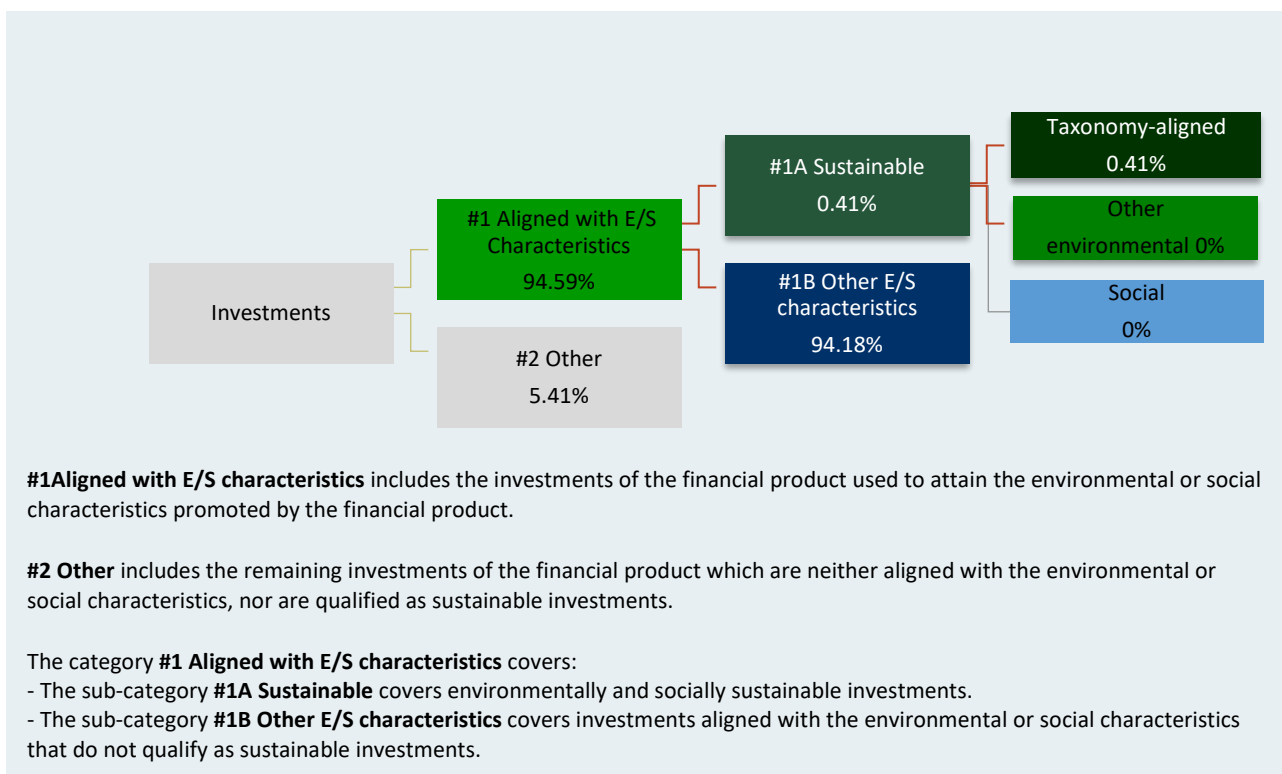 Investments
#1 Aligned with E/S
Characteristics
94.59%
#2 Other
5.41%
#1A Sustainable
0.41%
#1B Other E/S
characteristics
94.18%
Taxonomy-aligned
0.41%
Other
environmental 0%
Social
0%
#1Aligned with E/S characteristics includes the investments of the financial product used to attain the environmental or social
characteristics promoted by the financial product.
#2 Other includes the remaining investments of the financial product which are neither aligned with the environmental or
social characteristics, nor are qualified as sustainable investments.
The category #1 Aligned with E/S characteristics covers:
- The sub-category #1A Sustainable covers environmentally and socially sustainable investments.
- The sub-category #1B Other E/S characteristics covers investments aligned with the environmental or social characteristics
that do not qualify as sustainable investments.